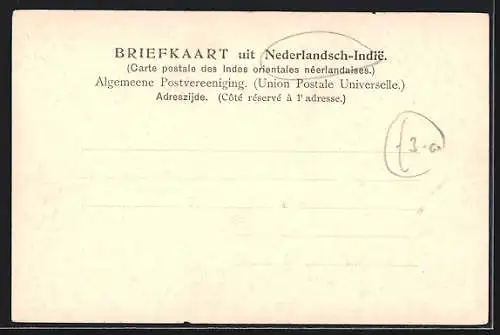 BRIEFKAART uit Nederlandsch-Indië.
(Carte postale des Indes orientales néerlandaises.)
Algemeene Postvereeniging. (Union Postale Universelle.)
Adreszijde. (Côté réservé à l'adresse.)